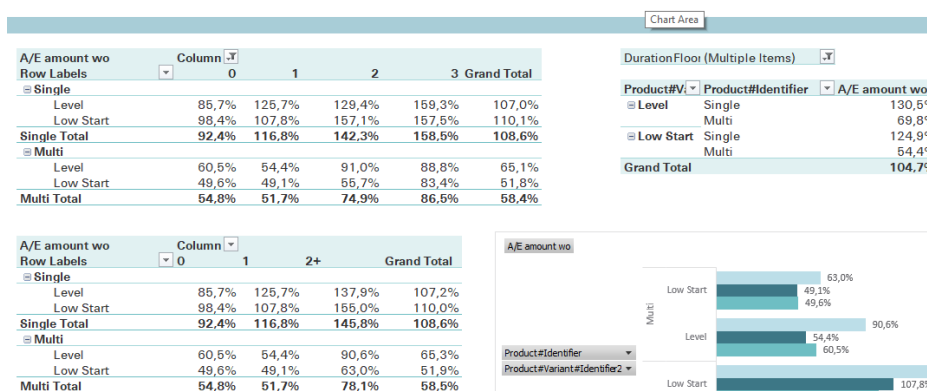 Chart Area
A/E amount wo Column
Row Labels 0 1 2 3 Grand Total
Single
Level 85,7% 125,7% 129,4% 159,3% 107,0%
Low Start 98,4% 107,8% 157,1% 157,5% 110,1%
Single Total 92,4% 116,8% 142,3% 158,5% 108,6%
Multi
Level 60,5% 54,4% 91,0% 88,8% 65,1%
Low Start 49,6% 49,1% 55,7% 83,4% 51,8%
Multi Total 54,8% 51,7% 74,9% 86,5% 58,4%
DurationFloor (Multiple Items)
Product#Va Product#Identifier A/E amount wo
Level Single 130,5%
Multi 69,8%
Low Start Single 124,9%
Multi 54,4%
Grand Total 104,7%
A/E amount wo Column
Row Labels 0 1 2+ Grand Total
Single
Level 85,7% 125,7% 137,9% 107,2%
Low Start 98,4% 107,8% 155,0% 110,0%
Single Total 92,4% 116,8% 145,8% 108,6%
Multi
Level 60,5% 54,4% 90,6% 65,3%
Low Start 49,6% 49,1% 63,0% 51,9%
Multi Total 54,8% 51,7% 78,1% 58,5%
A/E amount wo
Multi
Low Start
63,0%
49,1%
49,6%
Level
90,6%
54,4%
60,5%
Low Start
107,8%
Product#Identifier
Product#Variant#Identifier2